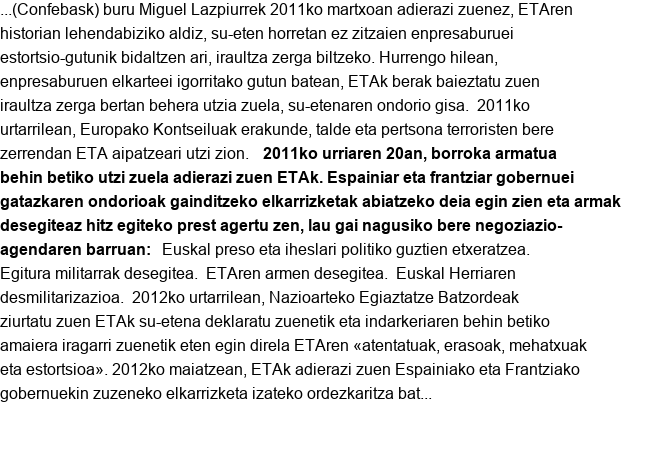 ...(Confebask) buru Miguel Lazpiurrek 2011ko martxoan adierazi zuenez, ETAren
historian lehendabiziko aldiz, su-eten horretan ez zitzaien enpresaburuei
estortsio-gutunik bidaltzen ari, iraultza zerga biltzeko. Hurrengo hilean,
enpresaburuen elkarteei igorritako gutun batean, ETAk berak baieztatu zuen
iraultza zerga bertan behera utzia zuela, su-etenaren ondorio gisa. 2011ko
urtarrilean, Europako Kontseiluak erakunde, talde eta pertsona terroristen bere
zerrendan ETA aipatzeari utzi zion. 2011ko urriaren 20an, borroka armatua
behin betiko utzi zuela adierazi zuen ETAk. Espainiar eta frantziar gobernuei
gatazkaren ondorioak gainditzeko elkarrizketak abiatzeko deia egin zien eta armak
desegiteaz hitz egiteko prest agertu zen, lau gai nagusiko bere negoziazio-
agendaren barruan: Euskal preso eta iheslari politiko guztien etxeratzea.
Egitura militarrak desegitea. ETAren armen desegitea. Euskal Herriaren
desmilitarizazioa. 2012ko urtarrilean, Nazioarteko Egiaztatze Batzordeak
ziurtatu zuen ETAk su-etena deklaratu zuenetik eta indarkeriaren behin betiko
amaiera iragarri zuenetik eten egin direla ETAren «atentatuak, erasoak, mehatxuak
eta estortsioa». 2012ko maiatzean, ETAk adierazi zuen Espainiako eta Frantziako
gobernuekin zuzeneko elkarrizketa izateko ordezkaritza bat...